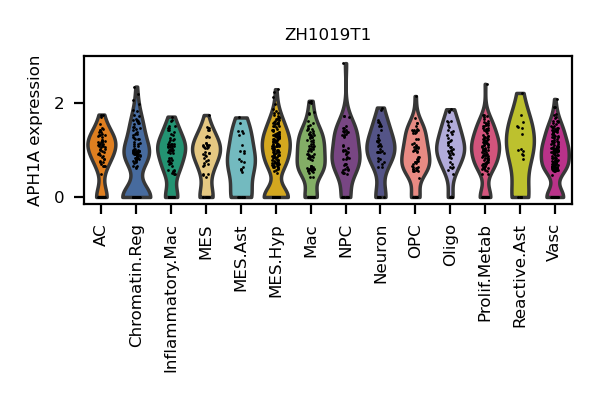 ZH1019T1
APH1A expression
2
0
AC
Chromatin.Reg
Inflammatory.Mac
MES
MES.Ast
MES.Hyp
Mac
NPC
Neuron
OPC
Oligo
Prolif.Metab
Reactive.Ast
Vasc